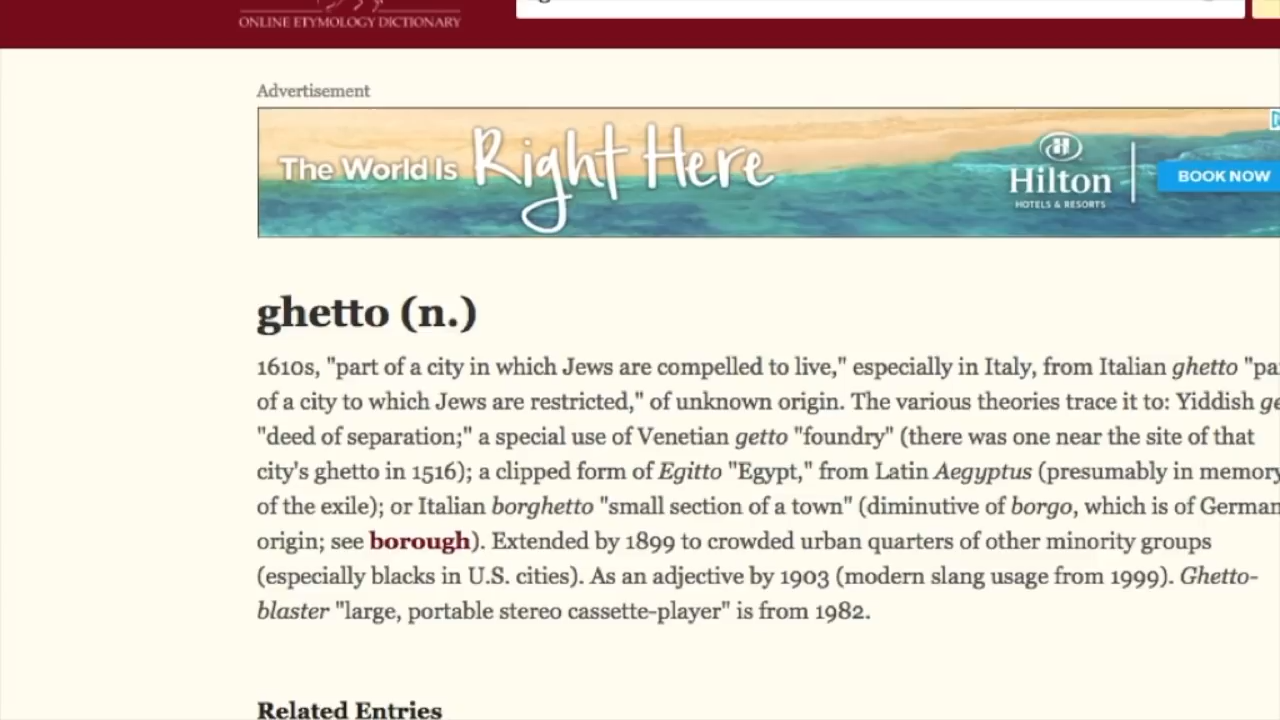 ONLINE ETYMOLOGY DICTIONARY
Advertisement
The World Is Right Here
Hilton
HOTELS & RESORTS
BOOK NOW
ghetto (n.)
1610s, "part of a city in which Jews are compelled to live," especially in Italy, from Italian ghetto
of a city to which Jews are restricted," of unknown origin. The various theories trace it to: Yiddish
"deed of separation;" a special use of Venetian getto "foundry" (there was one near the site of that
city's ghetto in 1516); a clipped form of Egitto "Egypt," from Latin Aegyptus (presumably in memory
of the exile); or Italian borghetto "small section of a town" (diminutive of borgo, which is of German
origin; see borough). Extended by 1899 to crowded urban quarters of other minority groups
(especially blacks in U.S. cities). As an adjective by 1903 (modern slang usage from 1999). Ghetto-
blaster "large, portable stereo cassette-player" is from 1982.
Related Entries